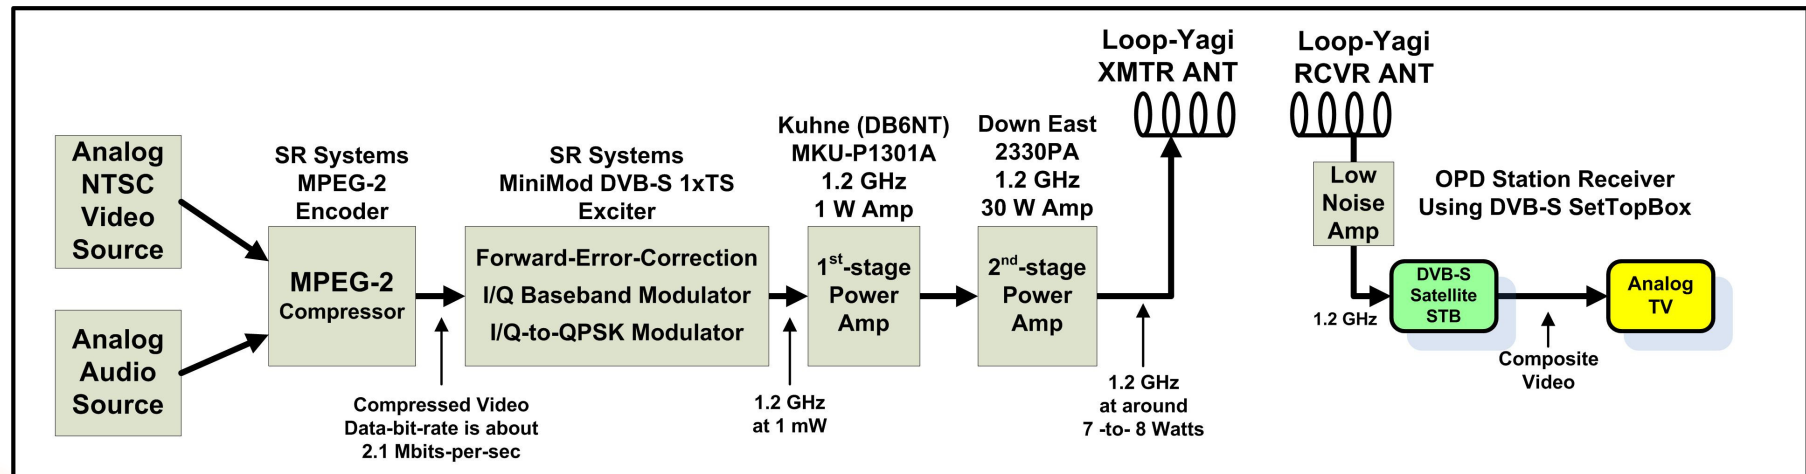 Analog
NTSC
Video
Source
Analog
Audio
Source
SR Systems
MPEG-2
Encoder
MPEG-2
Compressor
Compressed Video
Data-bit-rate is about
2.1 Mbits-per-sec
SR Systems
MiniMod DVB-S 1xTS
Exciter
Forward-Error-Correction
I/Q Baseband Modulator
I/Q-to-QPSK Modulator
1.2 GHz
at 1 mW
Kuhne (DB6NT)
MKU-P1301A
1.2 GHz
1 W Amp
1st-stage
Power
Amp
Down East
2330PA
1.2 GHz
30 W Amp
2nd-stage
Power
Amp
1.2 GHz
at around
7 -to- 8 Watts
Loop-Yagi
XMTR ANT
Loop-Yagi
RCVR ANT
Low
Noise
Amp
1.2 GHz
OPD Station Receiver
Using DVB-S SetTopBox
DVB-S
Satellite
STB
Composite
Video
Analog
TV